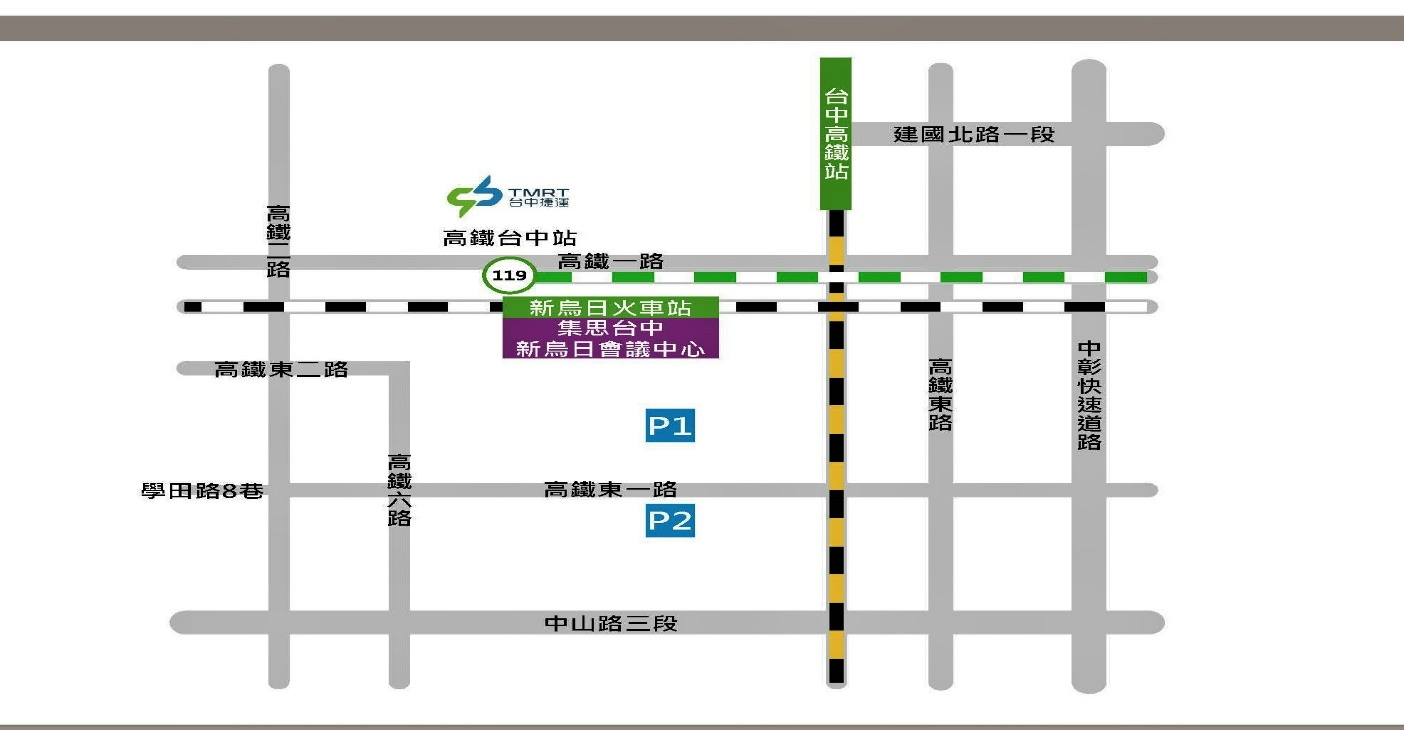 台中高鐵站
建國北路一段
TMRT
台中捷運
高鐵二路
高鐵台中站
高鐵一路
119
新烏日火車站
集思台中
新烏日會議中心
高鐵東二路
高鐵東路
中彰快速道路
P1
高鐵六路
學田路8巷
高鐵東一路
P2
中山路三段